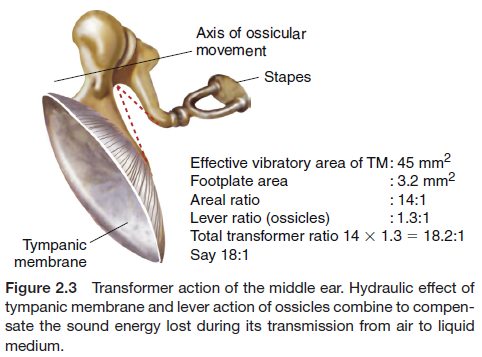 Axis of ossicular
movement
Stapes
Effective vibratory area of TM: 45 mm²
Footplate area : 3.2 mm²
Areal ratio : 14:1
Lever ratio (ossicles) : 1.3:1
Total transformer ratio 14 × 1.3 = 18.2:1
Say 18:1
Tympanic
membrane
Figure 2.3 Transformer action of the middle ear. Hydraulic effect of
tympanic membrane and lever action of ossicles combine to compen-
sate the sound energy lost during its transmission from air to liquid
medium.